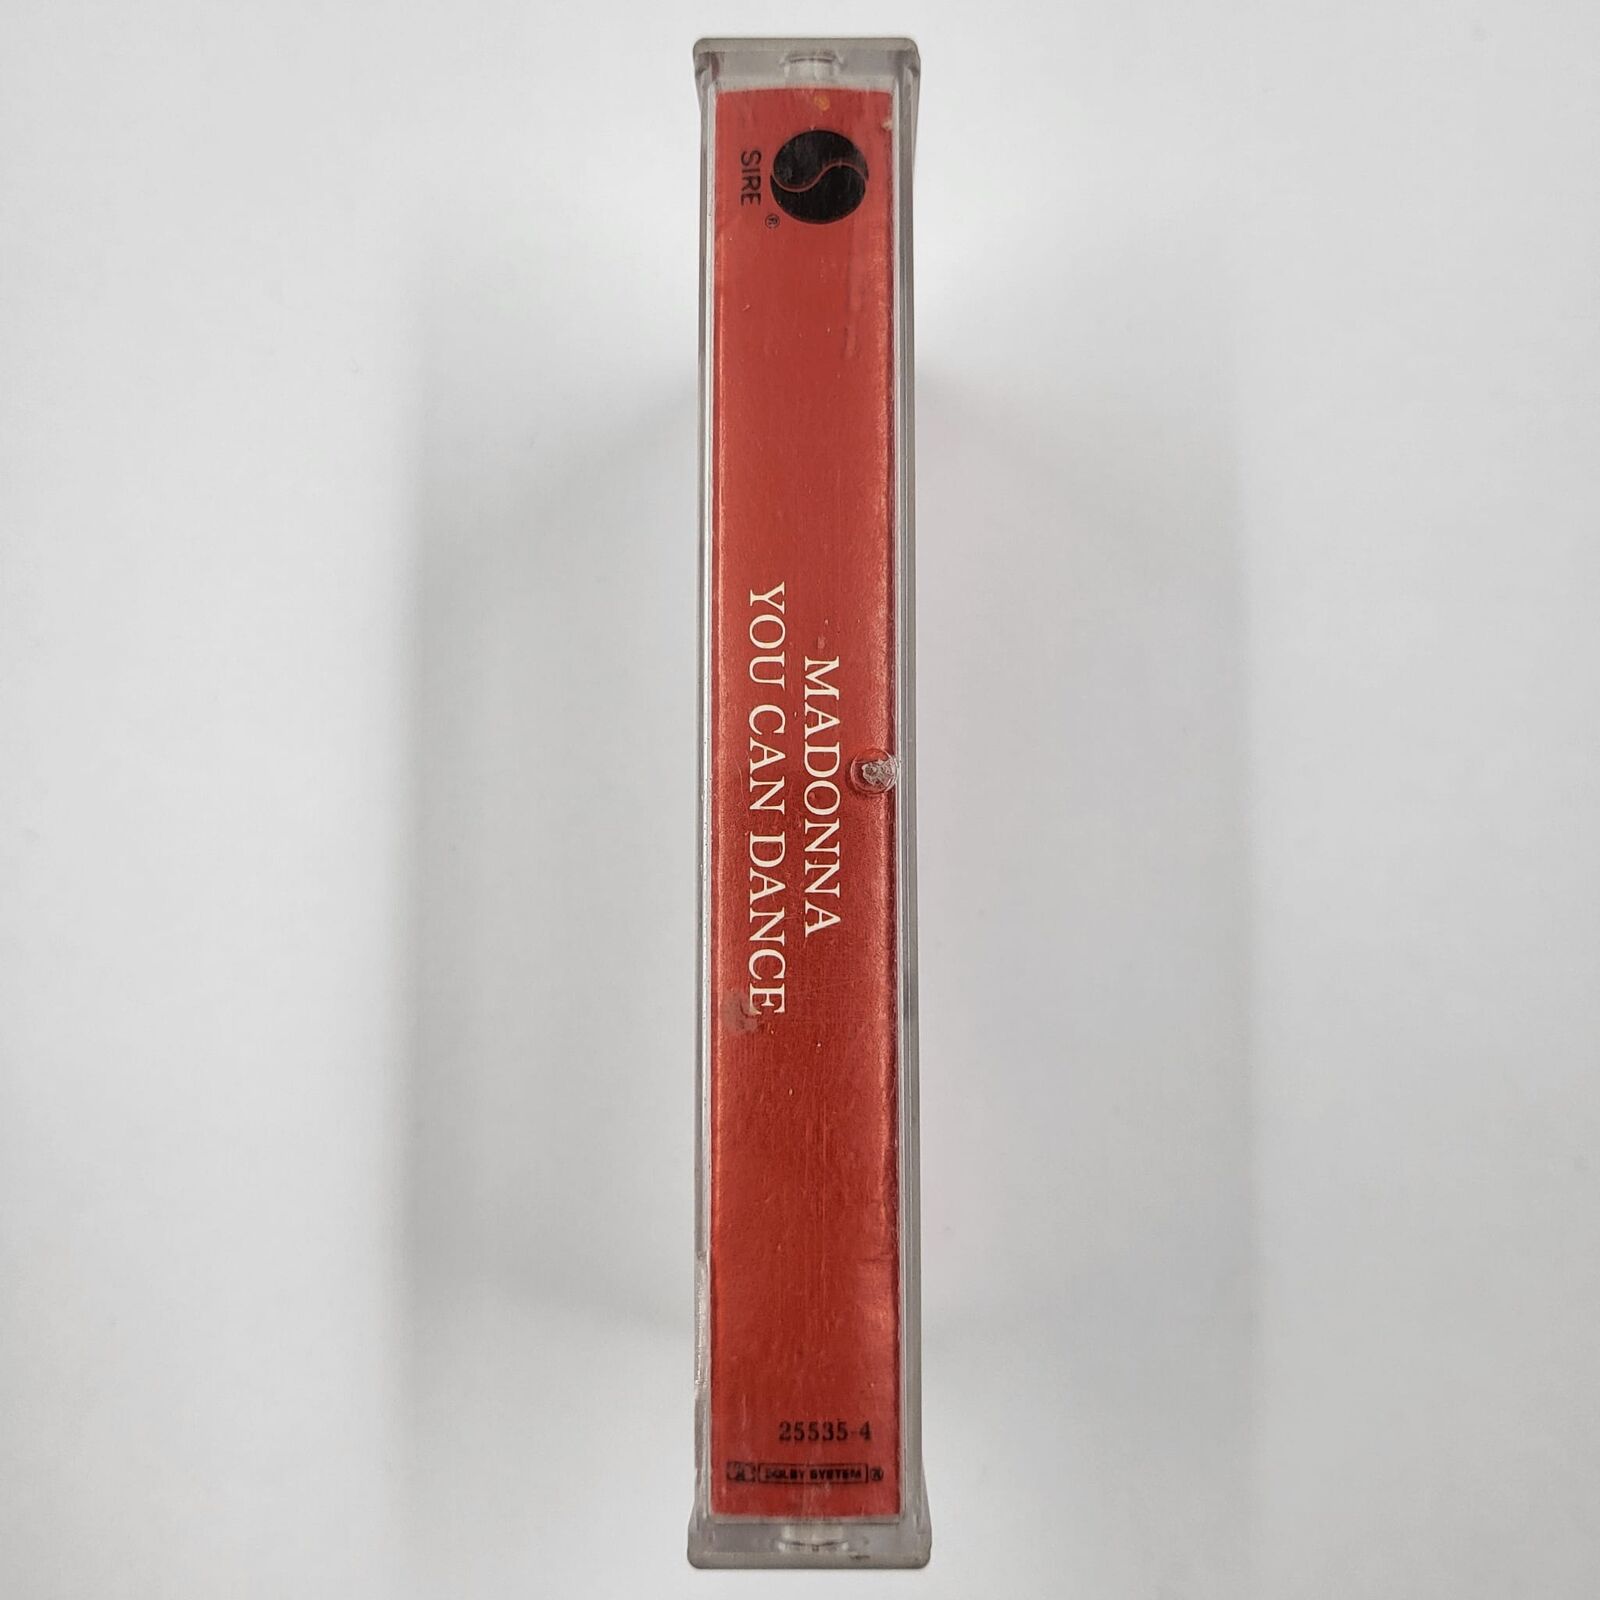 SIRE ®
MADONNA
YOU CAN DANCE
25535-4
DOLBY SYSTEM ®